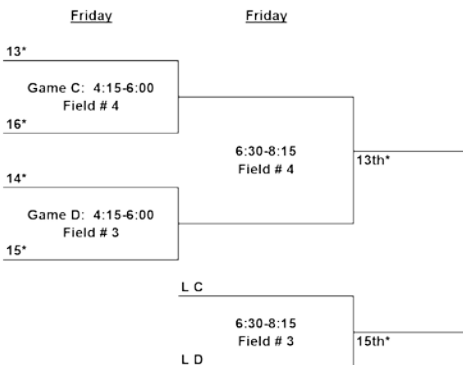 Friday
Friday
13*
Game C: 4:15-6:00
Field # 4
16*
6:30-8:15
Field # 4
13th*
14*
Game D: 4:15-6:00
Field # 3
15*
L C
6:30-8:15
Field # 3
15th*
L D